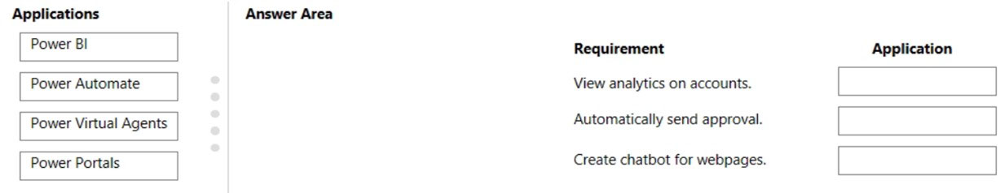 Applications
Power BI
Power Automate
Power Virtual Agents
Power Portals
Answer Area
Requirement Application
View analytics on accounts.
Automatically send approval.
Create chatbot for webpages.